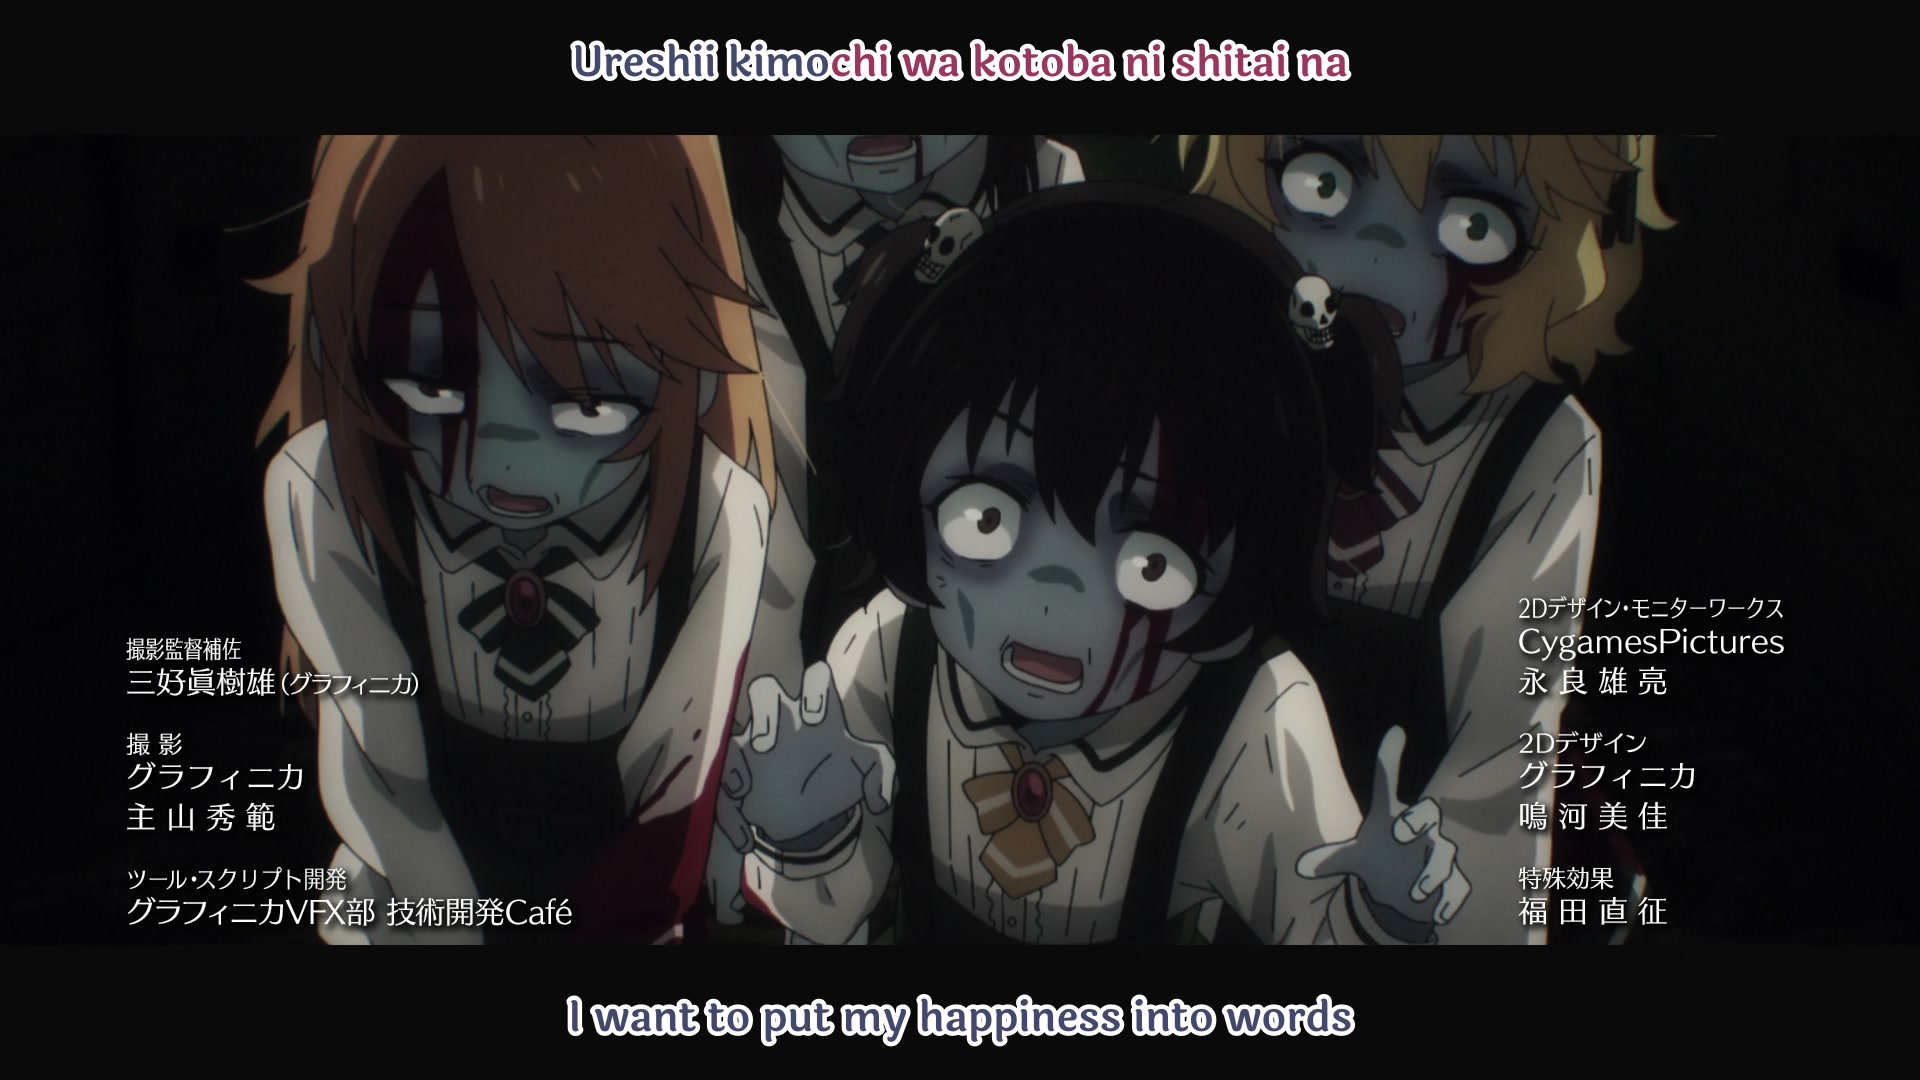 Ureshii kimochi wa kotoba ni shitai na
撮影監督補佐
三好眞樹雄(グラフィニカ)
撮影
グラフィニカ
主山秀範
ツール・スクリプト開発
グラフィニカVFX部 技術開発Café
2Dデザイン・モニターワークス
CygamesPictures
永良雄亮
2Dデザイン
グラフィニカ
鳴河美佳
特殊効果
福田直征
I want to put my happiness into words